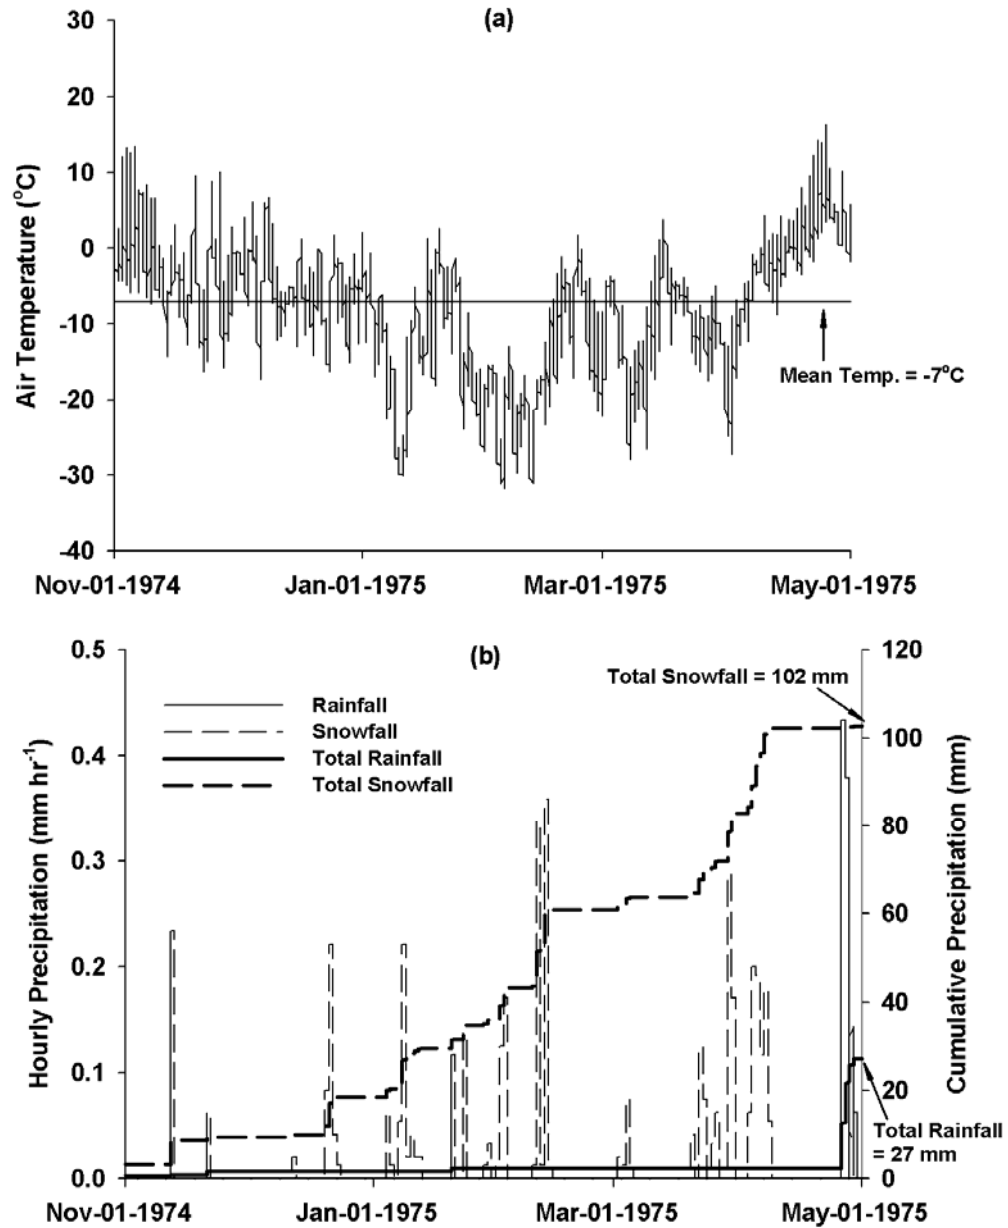 (a)
30
20
10
0
-10
-20
-30
-40
Air Temperature (°C)
Mean Temp. = -7°C
Nov-01-1974 Jan-01-1975 Mar-01-1975 May-01-1975
(b)
0.5
0.4
0.3
0.2
0.1
0.0
Hourly Precipitation (mm hr-1)
Rainfall
Snowfall
Total Rainfall
Total Snowfall
Total Snowfall = 102 mm
Total Rainfall
= 27 mm
120
100
80
60
40
20
0
Cumulative Precipitation (mm)
Nov-01-1974 Jan-01-1975 Mar-01-1975 May-01-1975